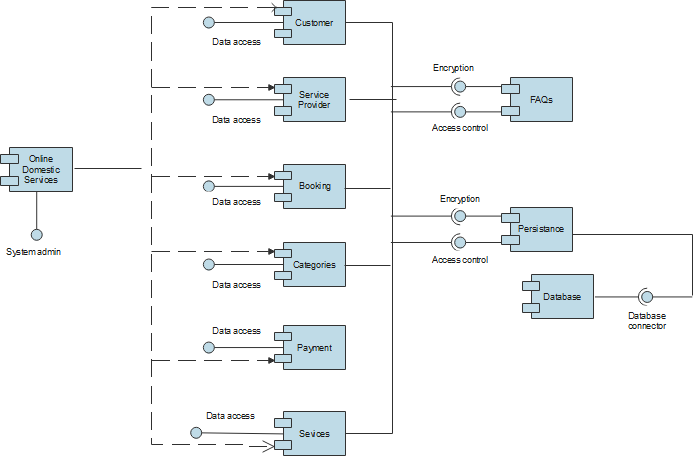 Customer
Data access
Encryption
Service
Provider
FAQs
Data access
Access control
Online
Domestic
Services
Booking
Data access
Encryption
System admin
Persistance
Categories
Access control
Data access
Database
Database
connector
Data access
Payment
Data access
Sevices